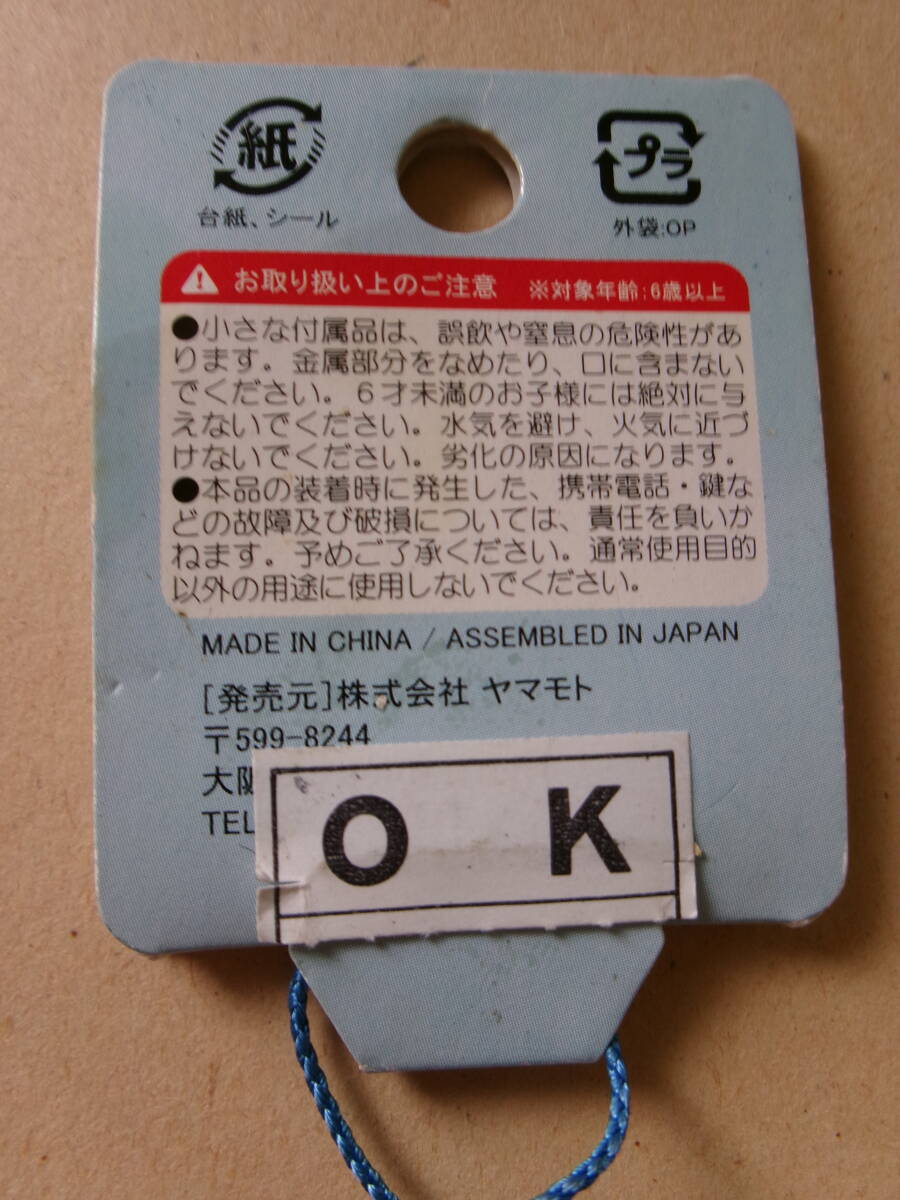 紙
プラ
台紙、シール
外袋:OP
お取り扱い上のご注意 ※対象年齢:6歳以上
●小さな付属品は、誤飲や窒息の危険性があ
ります。金属部分をなめたり、口に含まない
でください。６才未満のお子様には絶対に与
えないでください。水気を避け、火気に近づ
けないでください。劣化の原因になります。
●本品の装着時に発生した、携帯電話・鍵な
どの故障及び破損については、責任を負いか
ねます。予めご了承ください。通常使用目的
以外の用途に使用しないでください。
MADE IN CHINA / ASSEMBLED IN JAPAN
[発売元]株式会社 ヤマモト
〒599-8244
大阪
TEL
O K